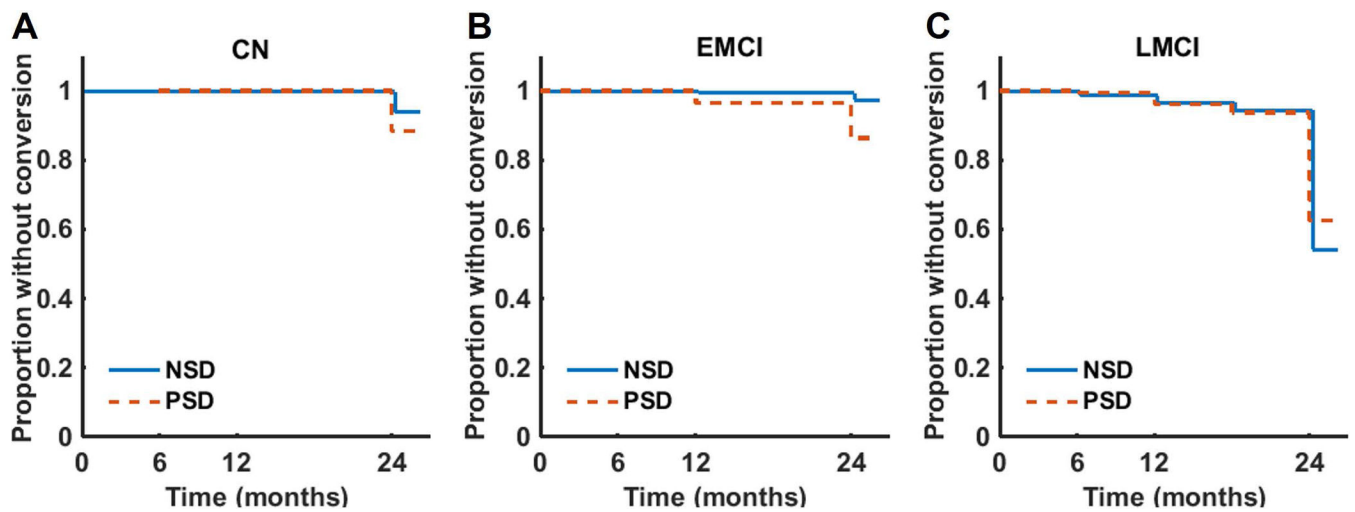 A
CN
Proportion without conversion
1
0.8
0.6
0.4
0.2
0
NSD
PSD
0 6 12 24
Time (months)
B
EMCI
Proportion without conversion
1
0.8
0.6
0.4
0.2
0
NSD
PSD
0 6 12 24
Time (months)
C
LMCI
Proportion without conversion
1
0.8
0.6
0.4
0.2
0
NSD
PSD
0 6 12 24
Time (months)